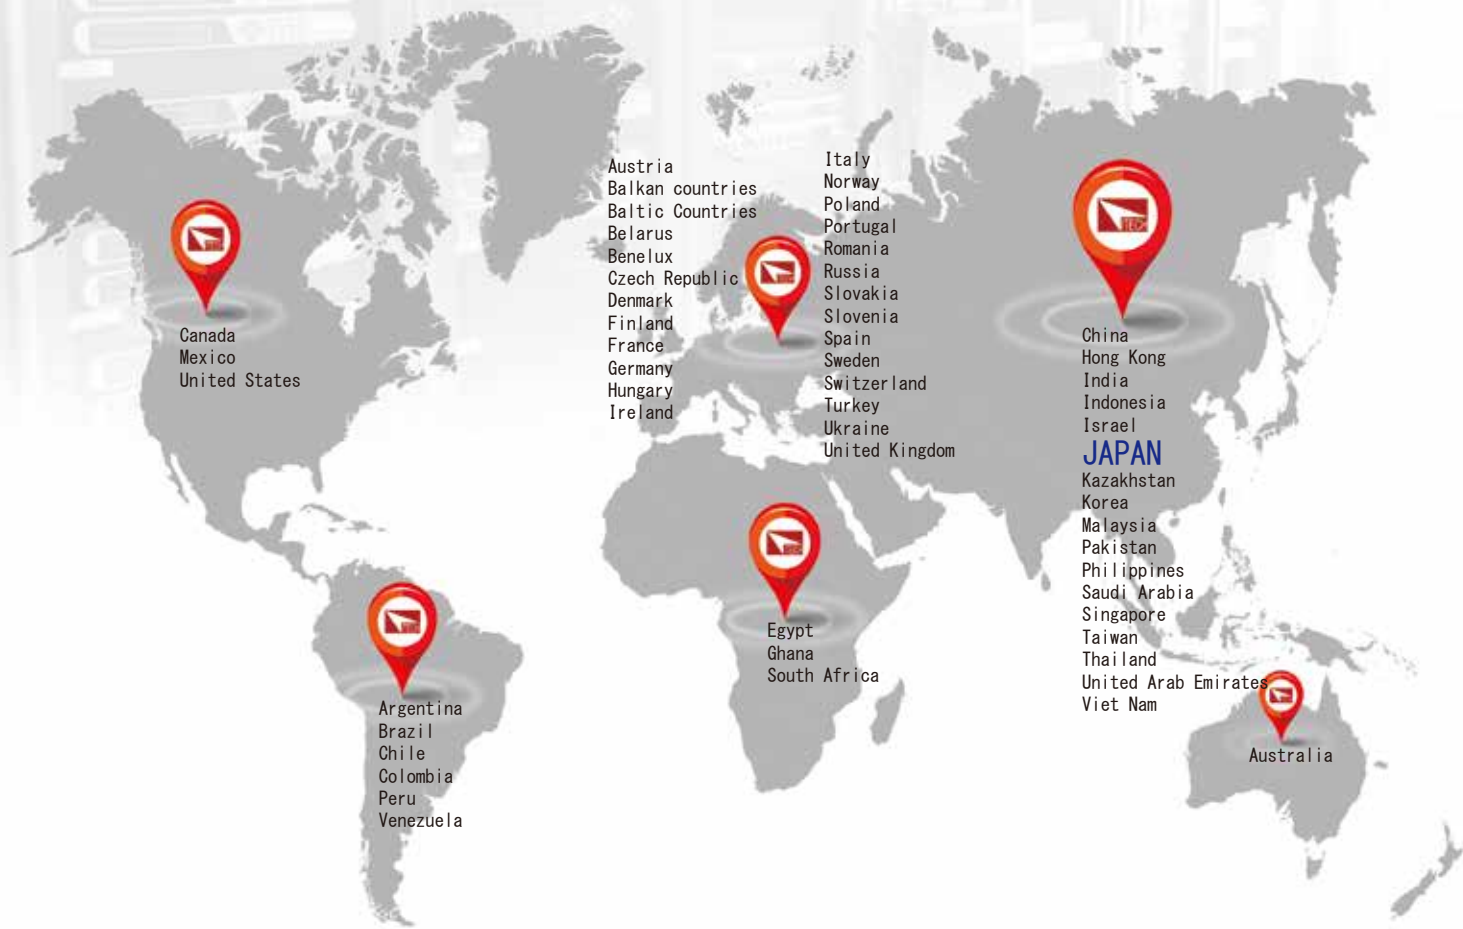 Canada
Mexico
United States
Austria
Balkan countries
Baltic Countries
Belarus
Benelux
Czech Republic
Denmark
Finland
France
Germany
Hungary
Ireland
Italy
Norway
Poland
Portugal
Romania
Russia
Slovakia
Slovenia
Spain
Sweden
Switzerland
Turkey
Ukraine
United Kingdom
TECH
China
Hong Kong
India
Indonesia
Israel
JAPAN
Kazakhstan
Korea
Malaysia
Pakistan
Philippines
Saudi Arabia
Singapore
Taiwan
Thailand
United Arab Emirates
Viet Nam
Egypt
Ghana
South Africa
Argentina
Brazil
Chile
Colombia
Peru
Venezuela
Australia